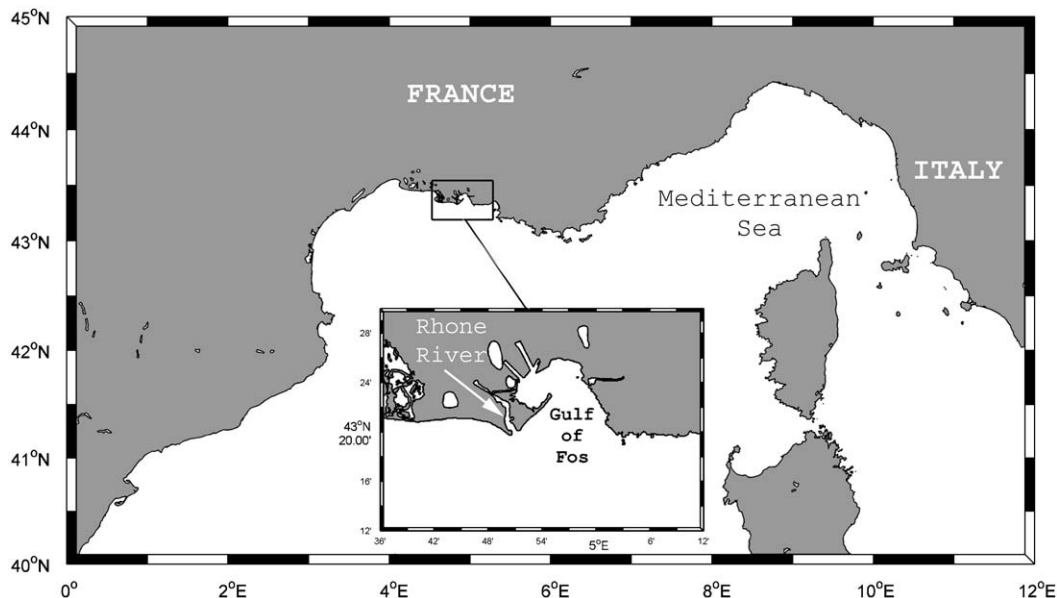 45°N
44°N
43°N
42°N
41°N
40°N
0°
2°E
4°E
6°E
8°E
10°E
12°E
FRANCE
ITALY
Mediterranean
Sea
Rhone
River
Gulf
of
Fos
28'
24'
43°N
20.00'
16'
12'
36'
42'
48'
54'
5°E
6'
12'